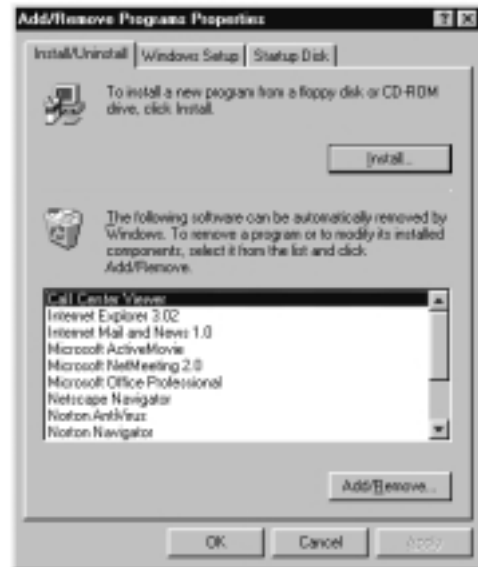 Add/Remove Programs Properties
Install/Uninstall
Windows Setup
Startup Disk
To install a new program from a floppy disk or CD-ROM
drive, click Install.
Install...
The following software can be automatically removed by
Windows. To remove a program or to modify its installed
components, select it from the list and click
Add/Remove.
Call Center Viewer
Internet Explorer 3.02
Internet Mail and News 1.0
Microsoft ActiveMovie
Microsoft NetMeeting 2.0
Microsoft Office Professional
Netscape Navigator
Norton AntiVirus
Norton Navigator
Add/Remove...
OK
Cancel
Apply